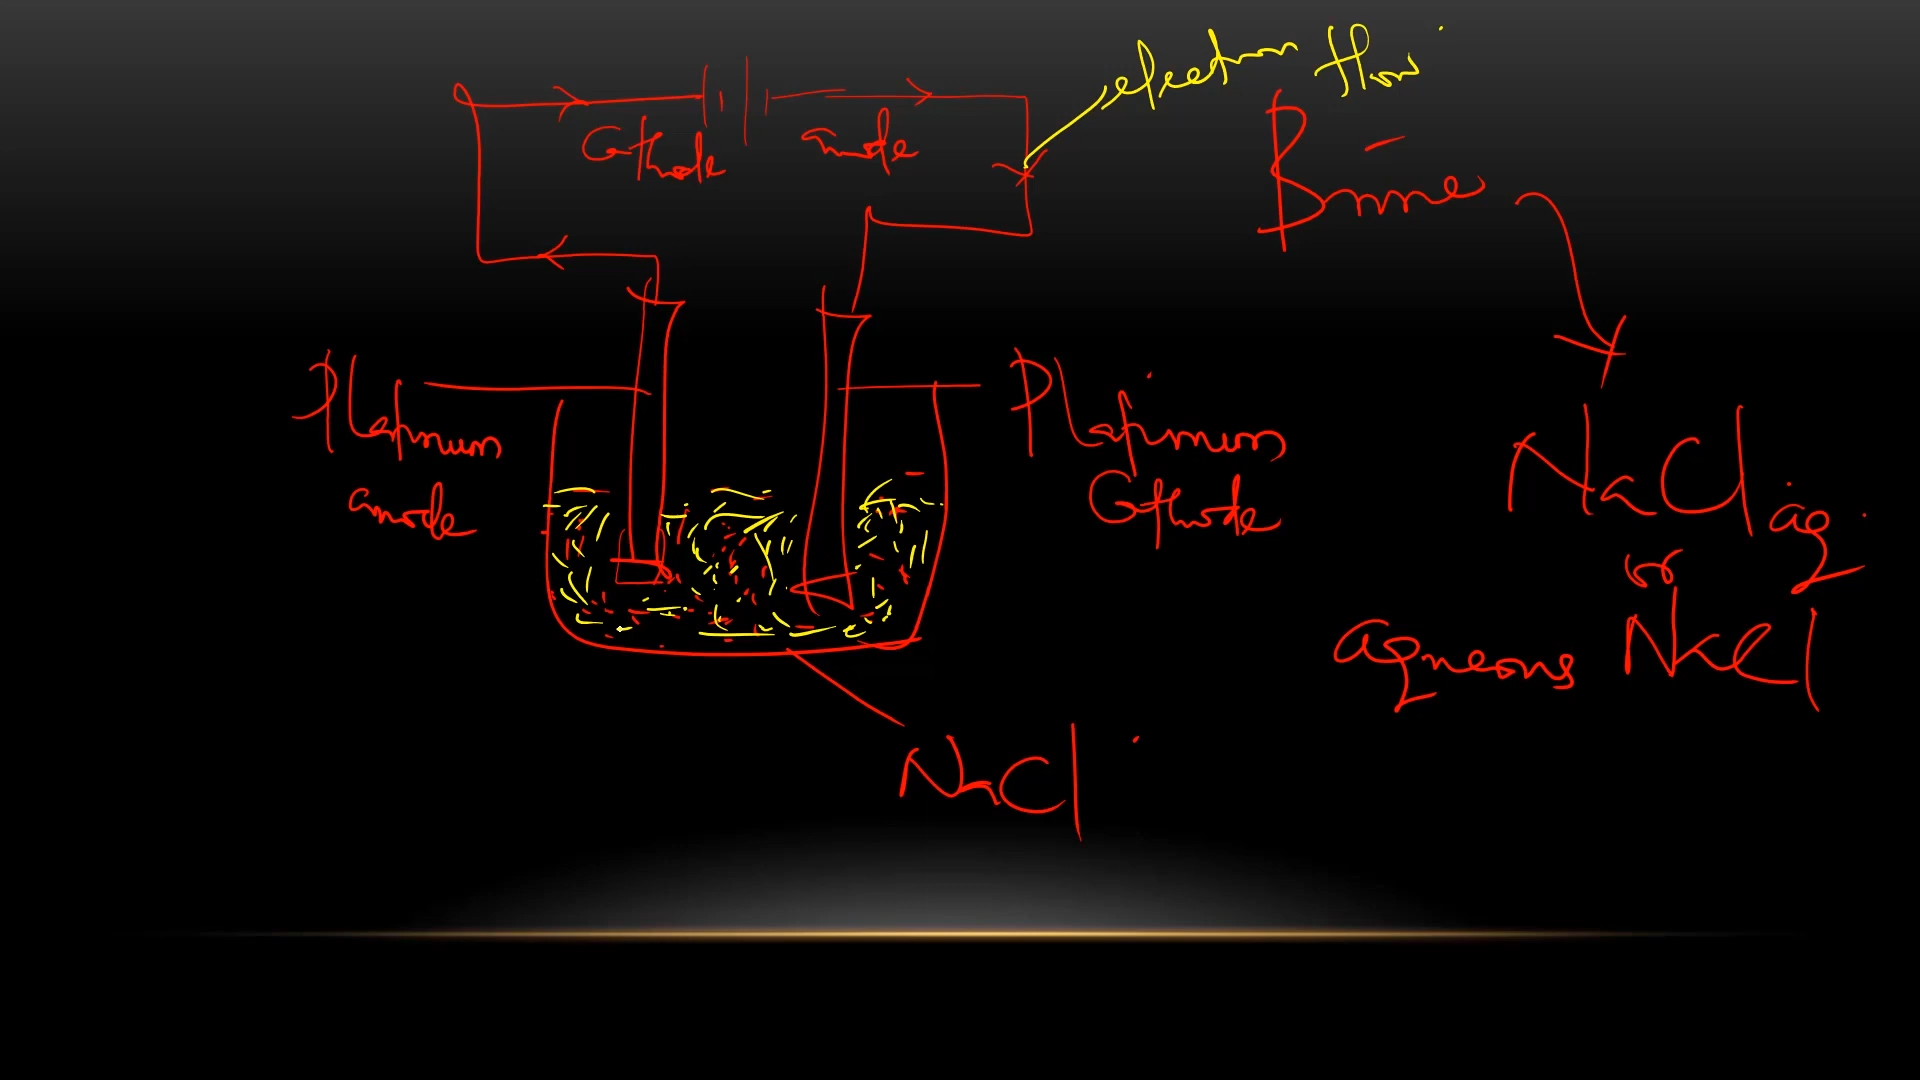 electron flow
Cathode
anode
Brine
Platinum
anode
Platinum
Cathode
NaCl aq
or
aqueous NaCl
NaCl